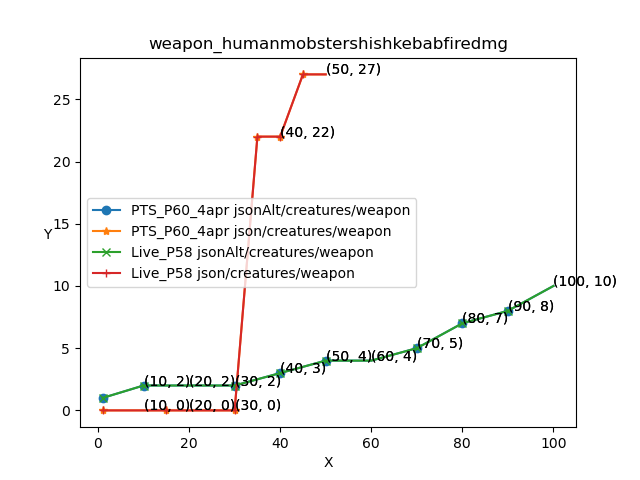 weapon_humanmobstershishkebabfiredmg
(50, 27)
25
(40, 22)
20
PTS_P60_4apr jsonAlt/creatures/weapon
15
PTS_P60_4apr json/creatures/weapon
Y
Live_P58 jsonAlt/creatures/weapon
Live_P58 json/creatures/weapon
10
(100, 10)
(90, 8)
(80, 7)
(70, 5)
5
(50, 4)(60, 4)
(40, 3)
(10, 2)(20, 2)(30, 2)
0
(10, 0)(20, 0)(30, 0)
0 20 40 60 80 100
X